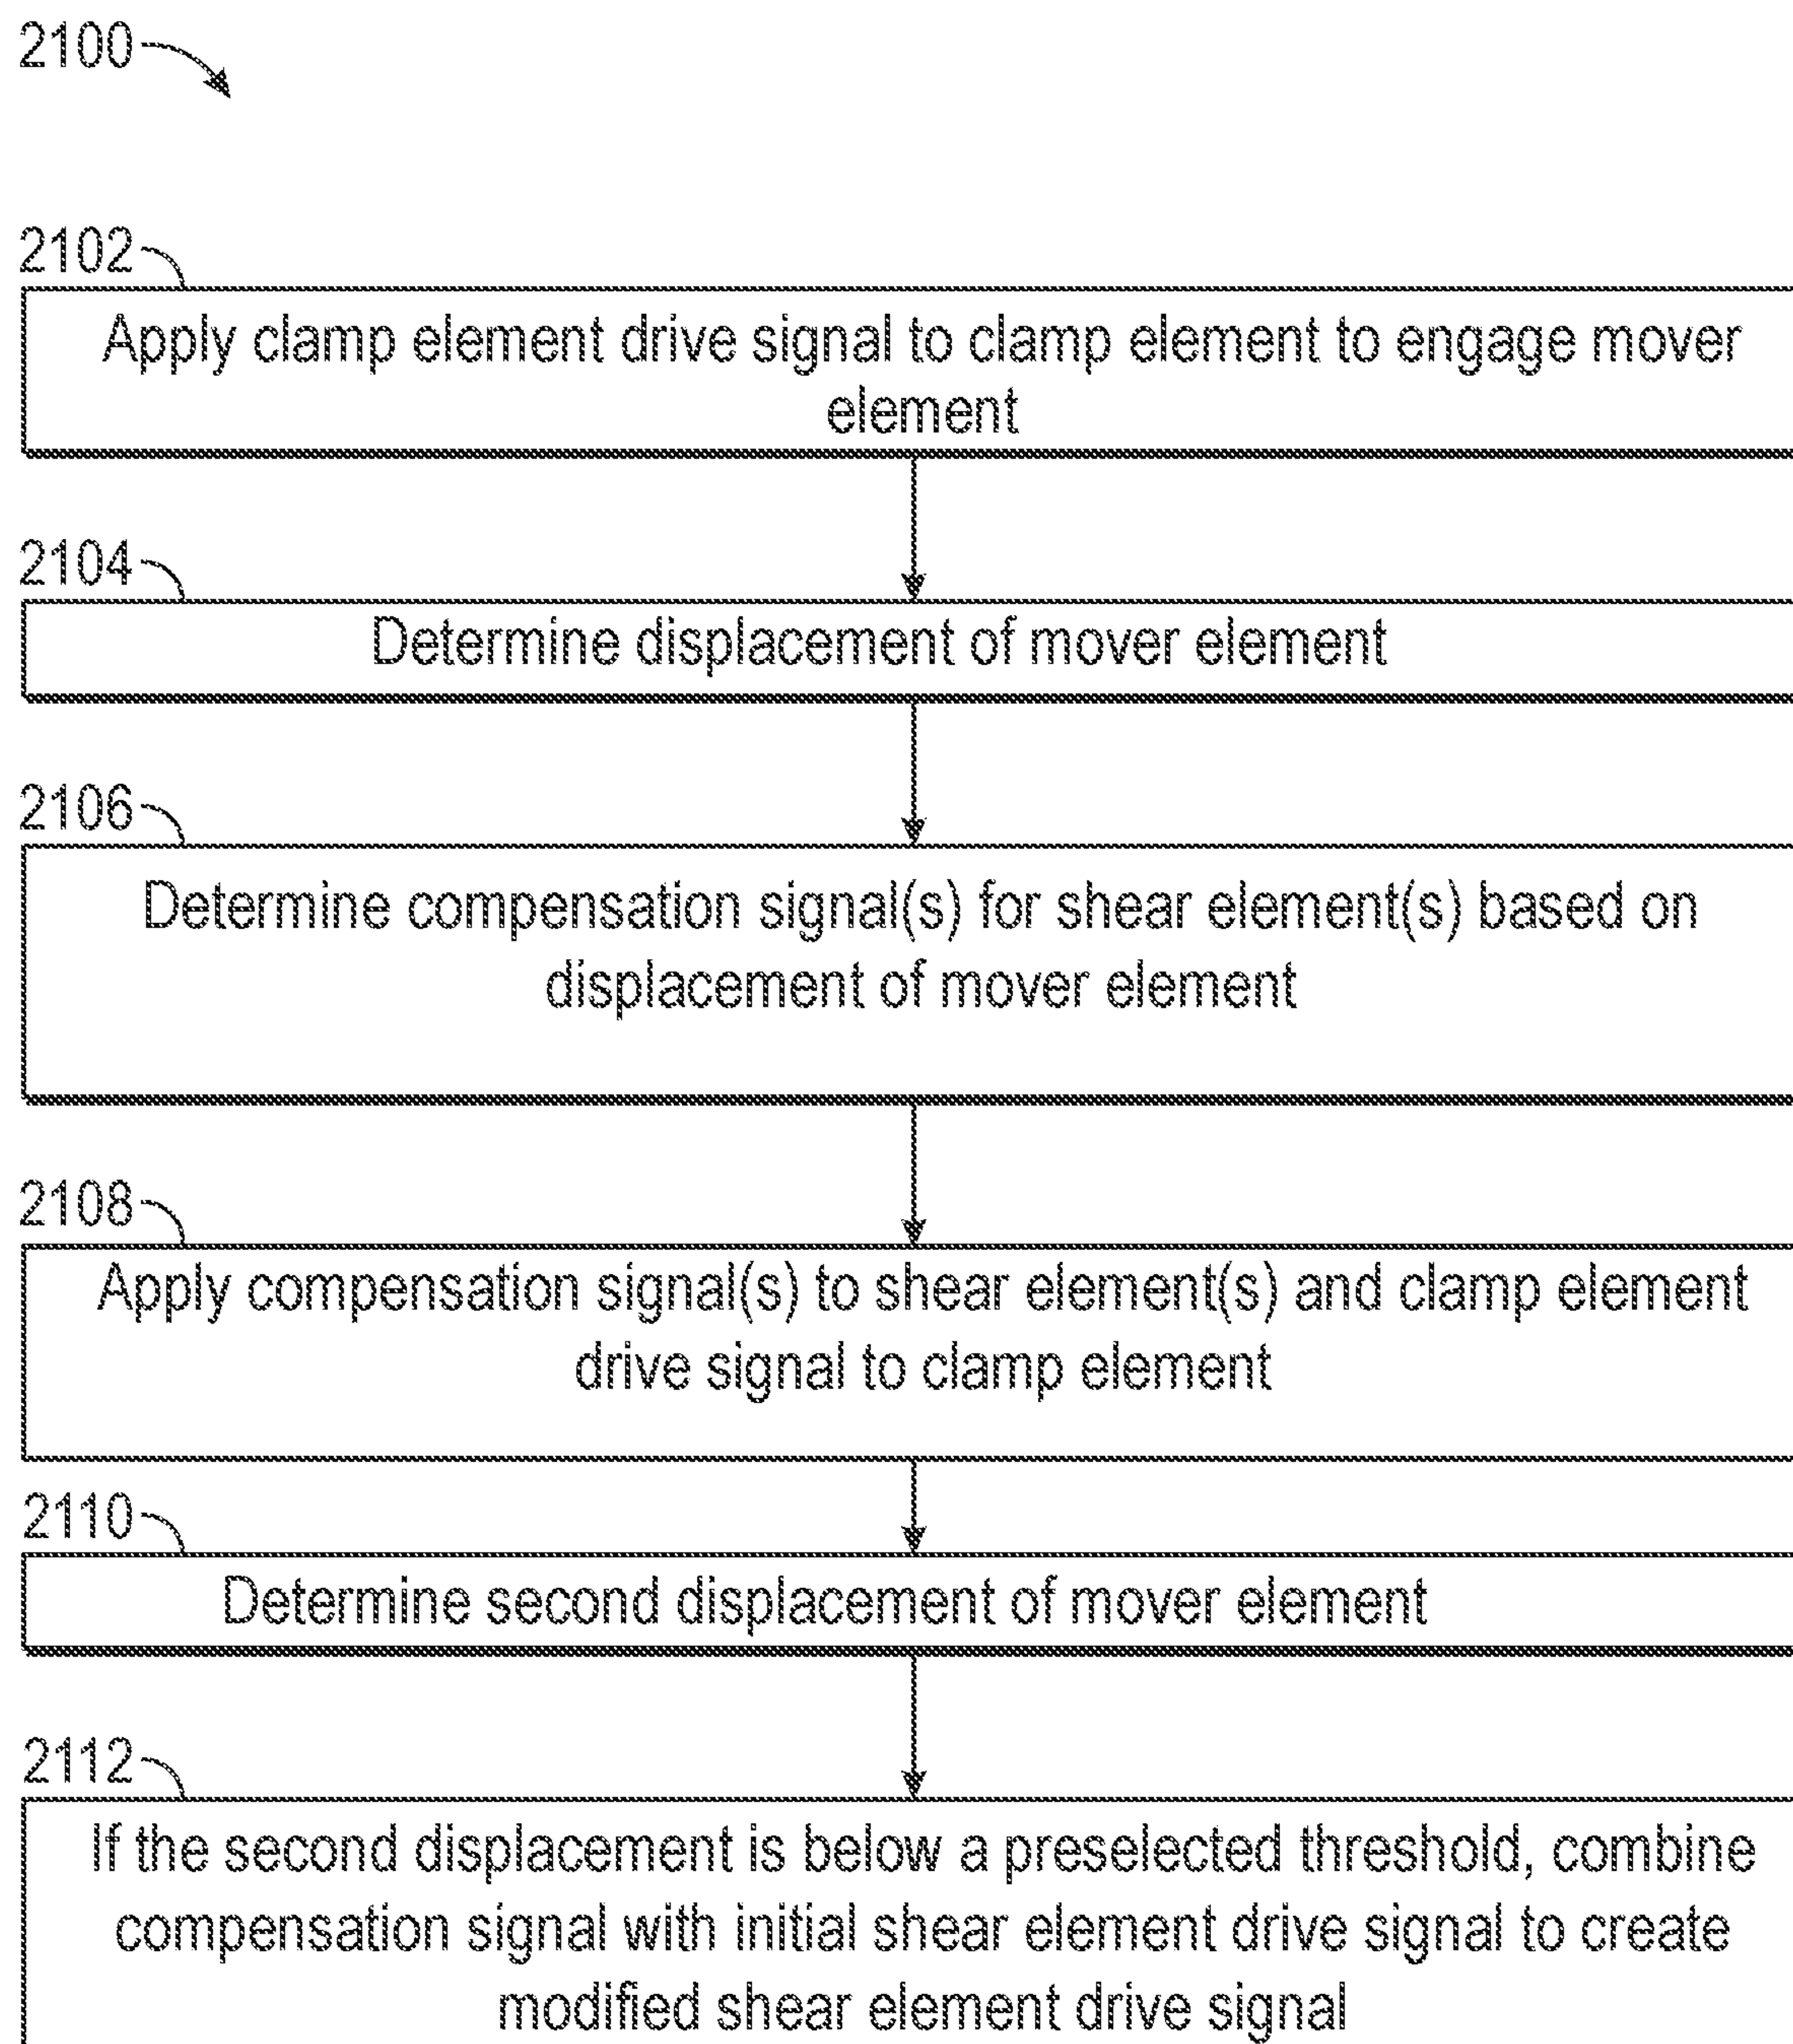 2100
2102
Apply clamp element drive signal to clamp element to engage mover
element
2104
Determine displacement of mover element
2106
Determine compensation signal(s) for shear element(s) based on
displacement of mover element
2108
Apply compensation signal(s) to shear element(s) and clamp element
drive signal to clamp element
2110
Determine second displacement of mover element
2112
If the second displacement is below a preselected threshold, combine
compensation signal with initial shear element drive signal to create
modified shear element drive signal